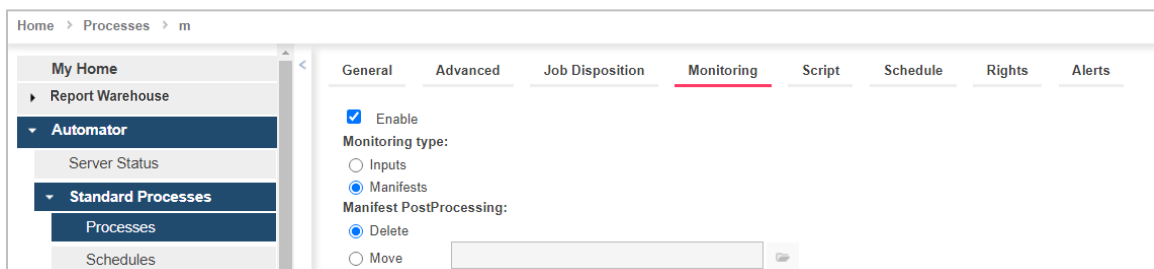 Home > Processes > m
My Home
Report Warehouse
Automator
Server Status
Standard Processes
Processes
Schedules
General Advanced Job Disposition Monitoring Script Schedule Rights Alerts
Enable
Monitoring type:
Inputs
Manifests
Manifest PostProcessing:
Delete
Move